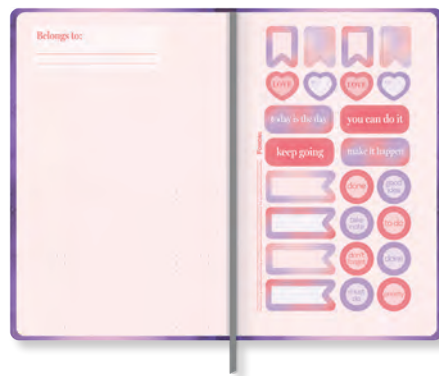 Belongs to:
LOVE
LOVE
today is the day
you can do it
keep going
make it happen
done
good
take
note
to-do
don't
forget
done
must
do
priority